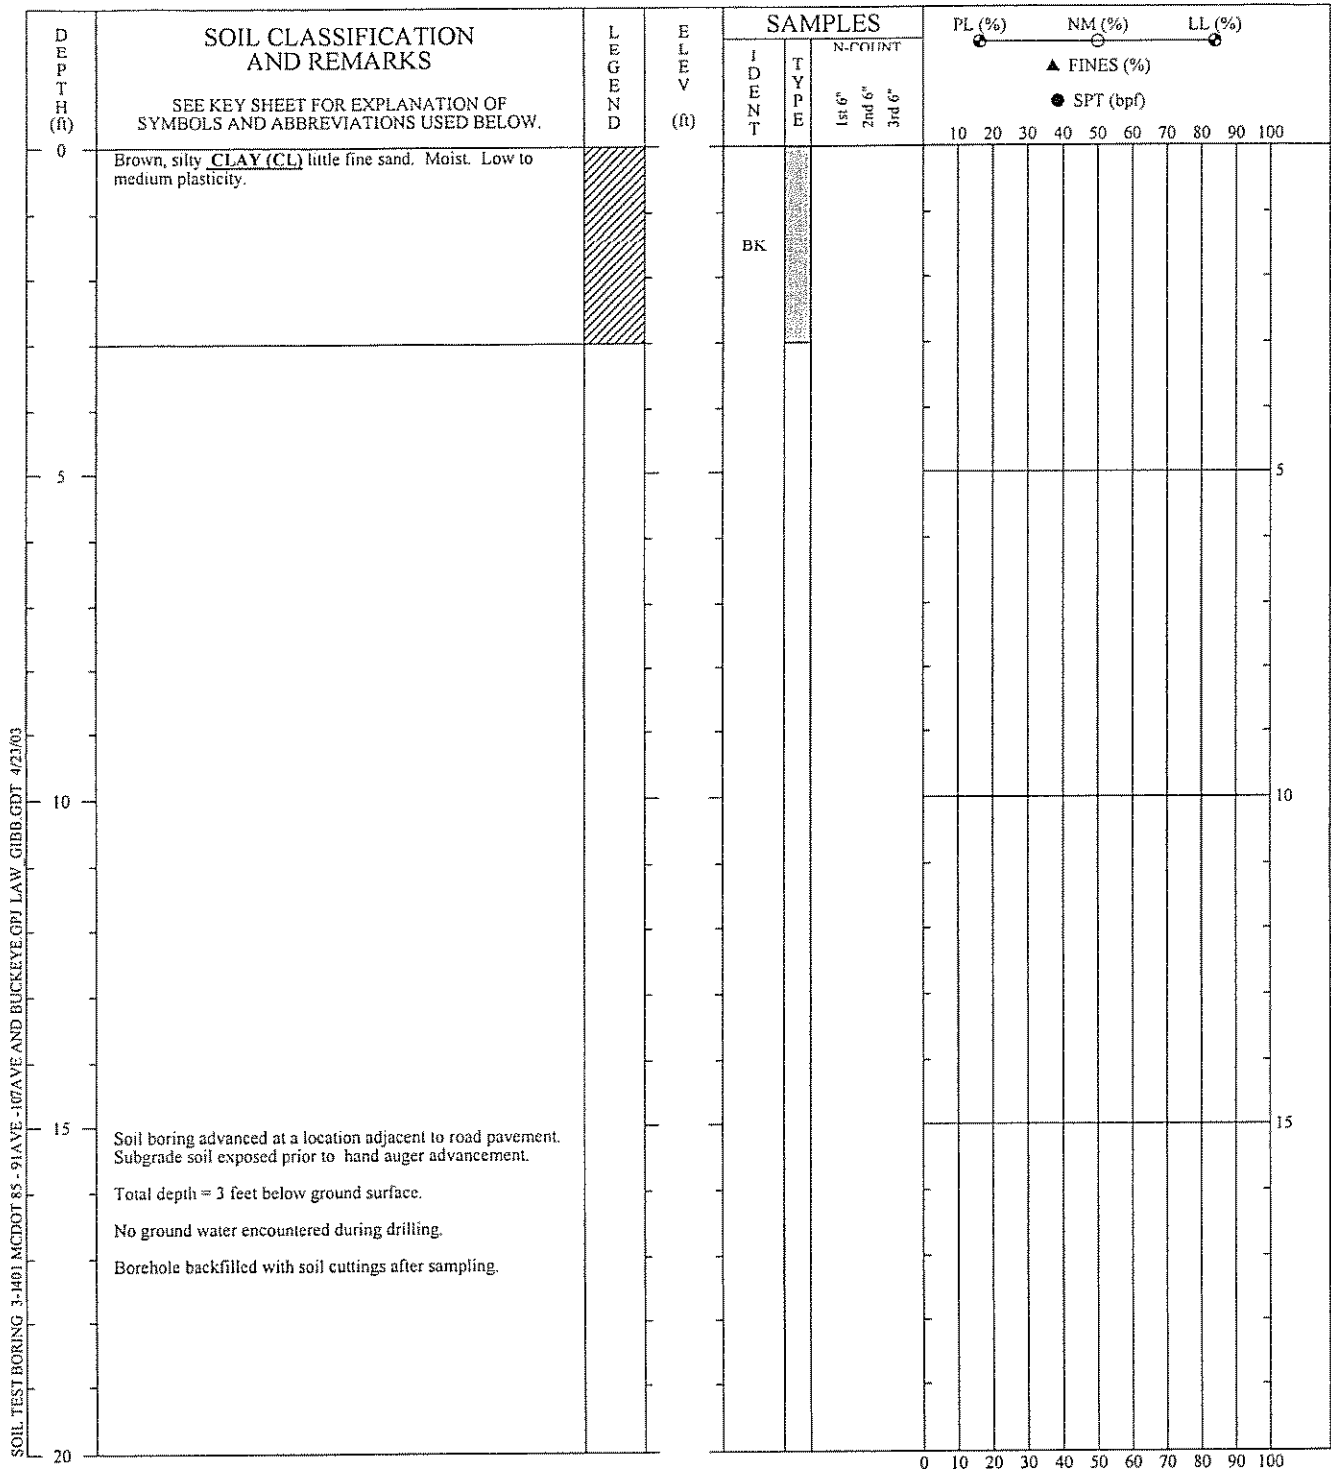 DEPTH (ft)
SOIL CLASSIFICATION
AND REMARKS
SEE KEY SHEET FOR EXPLANATION OF
SYMBOLS AND ABBREVIATIONS USED BELOW.
LEGEND
ELEV (ft)
SAMPLES
IDENT
TYPE
N-COUNT
1st 6"
2nd 6"
3rd 6"
PL (%) NM (%) LL (%)
▲ FINES (%)
● SPT (bpf)
10 20 30 40 50 60 70 80 90 100
0
Brown, silty CLAY (CL) little fine sand. Moist. Low to
medium plasticity.
BK
5
5
10
10
15
15
Soil boring advanced at a location adjacent to road pavement.
Subgrade soil exposed prior to hand auger advancement.
Total depth = 3 feet below ground surface.
No ground water encountered during drilling.
Borehole backfilled with soil cuttings after sampling.
20
0 10 20 30 40 50 60 70 80 90 100
SOIL TEST BORING 3-1401 MCDOT 85 - 91AVE -107AVE AND BUCKEYE.GPJ LAW_GIBB.GDT 4/23/03